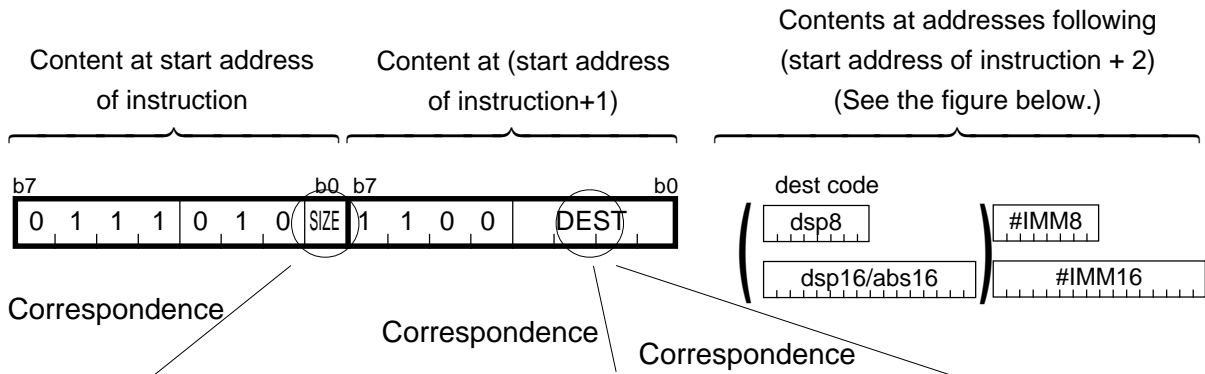 Content at start address
of instruction
Content at (start address
of instruction+1)
Contents at addresses following
(start address of instruction + 2)
(See the figure below.)
b7 b0 b7 b0
0 1 1 1 0 1 0 SIZE 1 1 0 0 DEST
dest code
( dsp8 ) #IMM8
dsp16/abs16 #IMM16
Correspondence
Correspondence
Correspondence